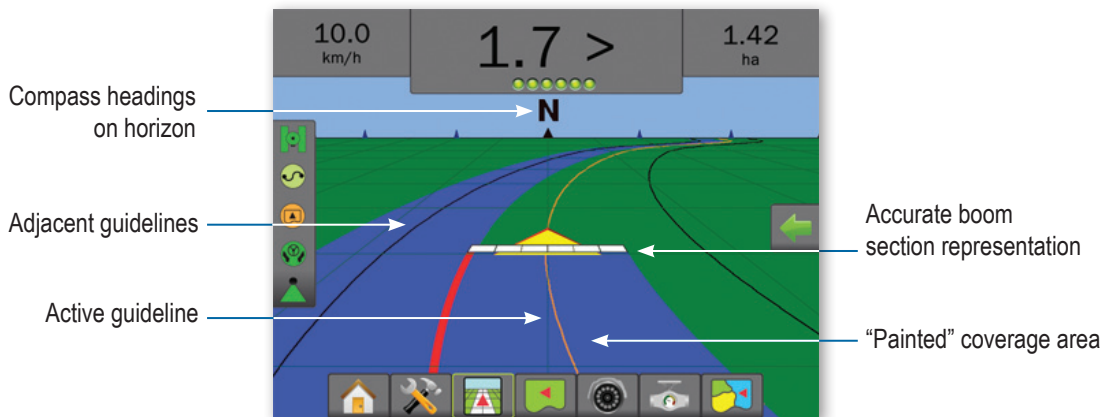 10.0
km/h
1.7 >
1.42
ha
N
Compass headings
on horizon
Adjacent guidelines
Active guideline
Accurate boom
section representation
“Painted” coverage area